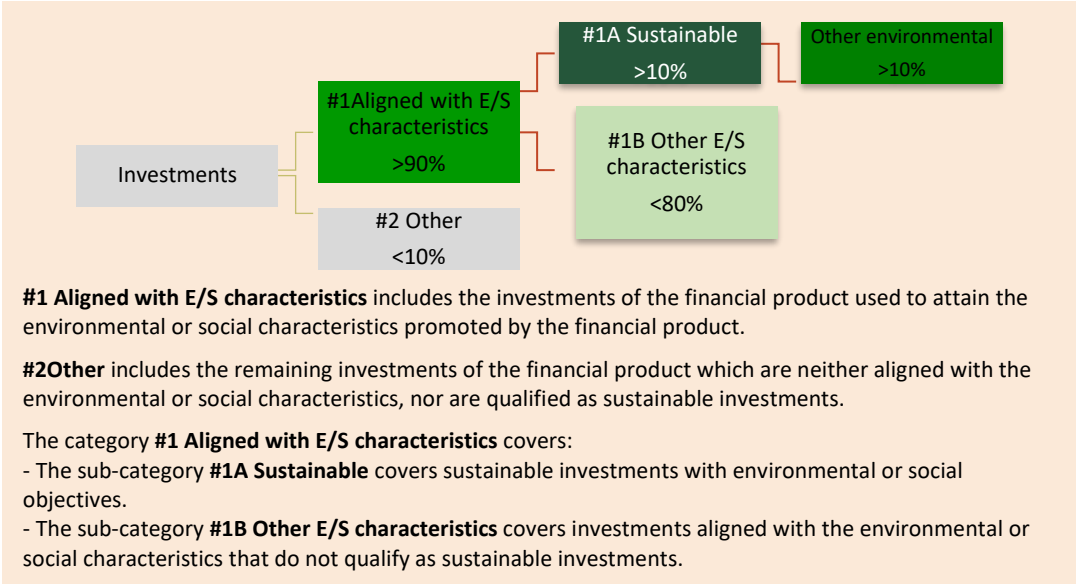 #1A Sustainable
>10%
Other environmental
>10%
#1Aligned with E/S
characteristics
>90%
#1B Other E/S
characteristics
<80%
Investments
#2 Other
<10%
#1 Aligned with E/S characteristics includes the investments of the financial product used to attain the
environmental or social characteristics promoted by the financial product.
#2Other includes the remaining investments of the financial product which are neither aligned with the
environmental or social characteristics, nor are qualified as sustainable investments.
The category #1 Aligned with E/S characteristics covers:
- The sub-category #1A Sustainable covers sustainable investments with environmental or social
objectives.
- The sub-category #1B Other E/S characteristics covers investments aligned with the environmental or
social characteristics that do not qualify as sustainable investments.